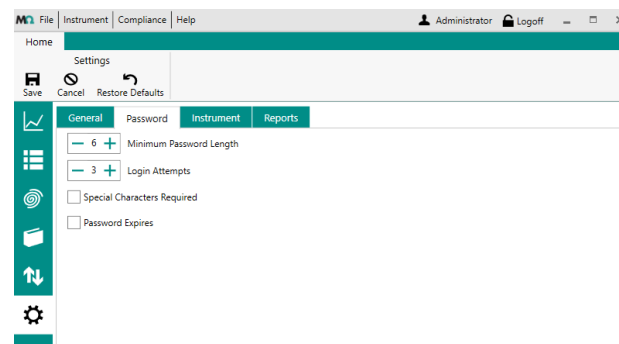 MΩ File Instrument Compliance Help Administrator Logoff
Home
Settings
Save Cancel Restore Defaults
General Password Instrument Reports
6 Minimum Password Length
3 Login Attempts
Special Characters Required
Password Expires